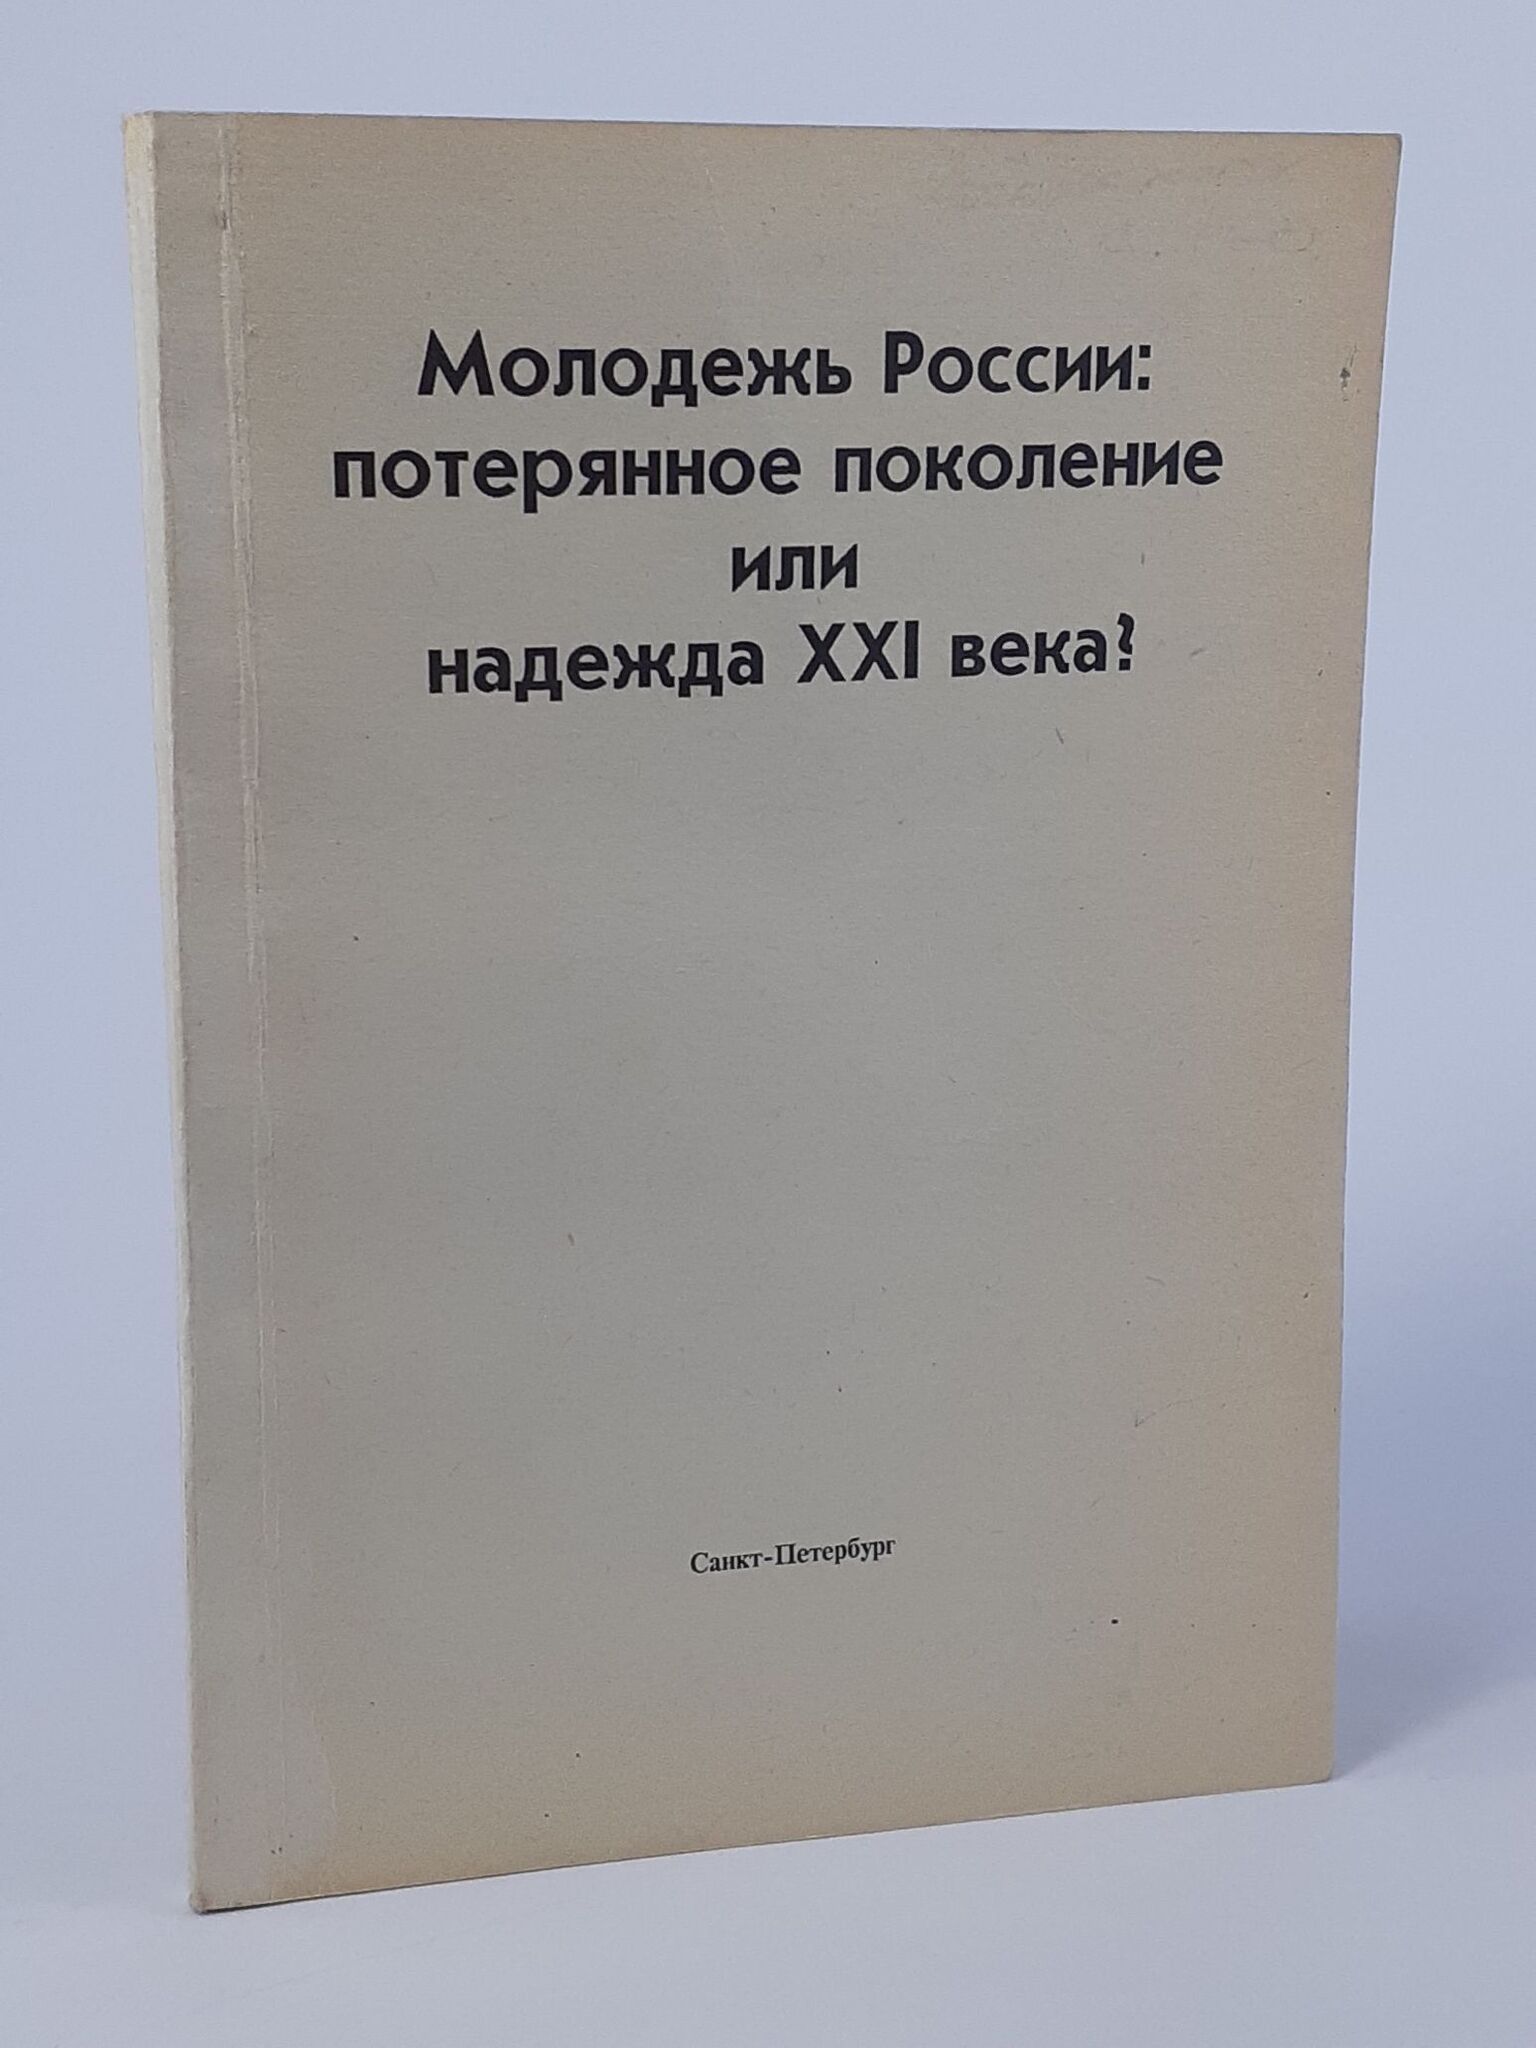 Молодежь России:
потерянное поколение
или
надежда XXI века?
Санкт-Петербург